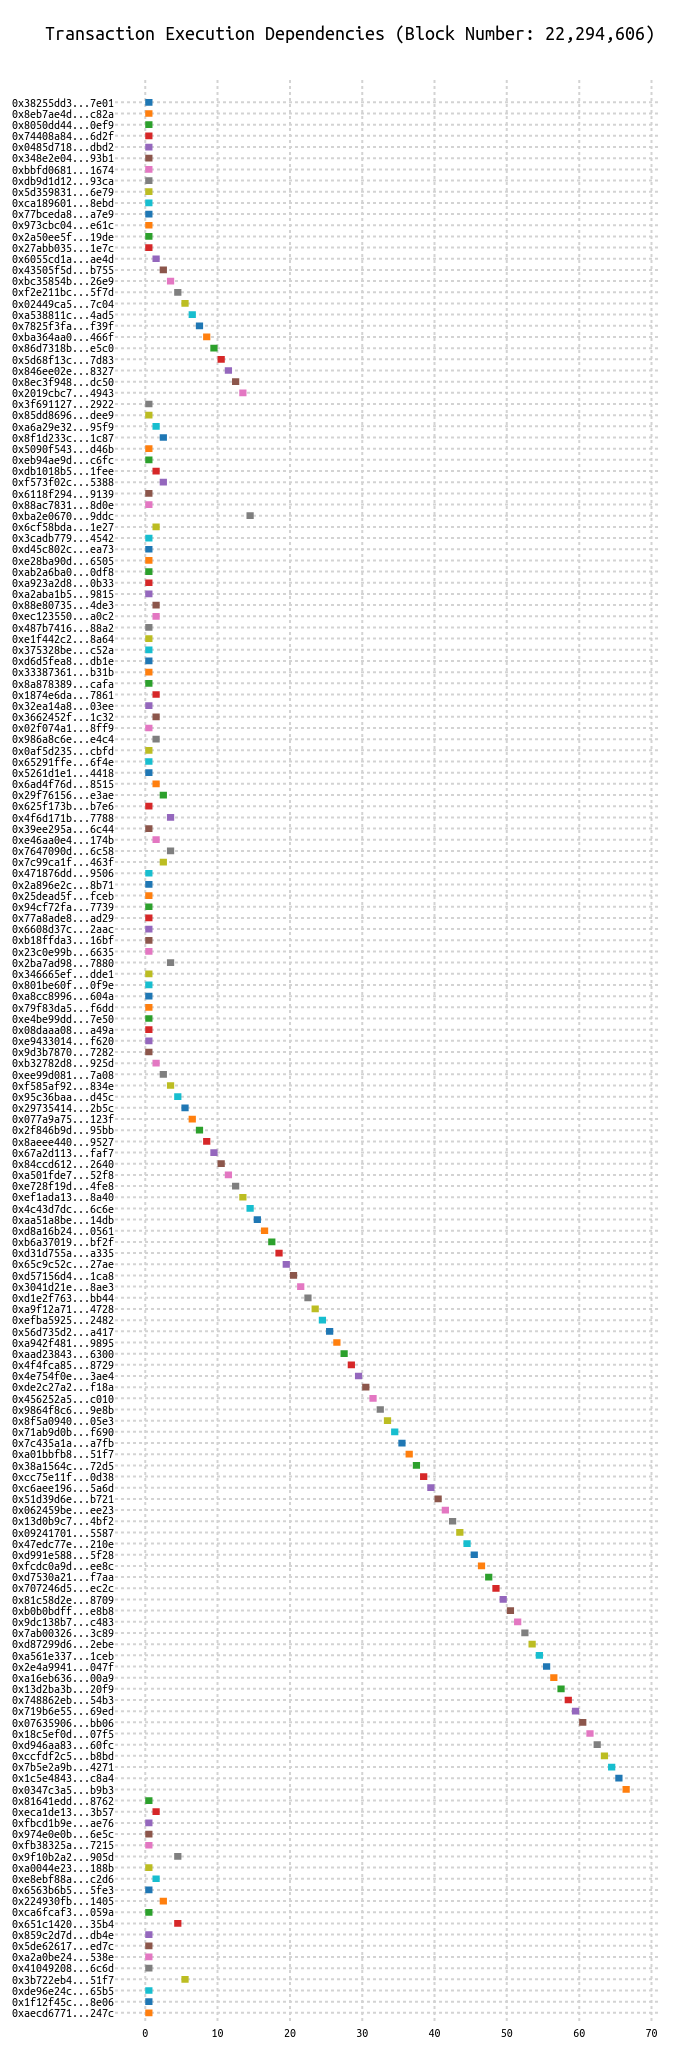 Transaction Execution Dependencies (Block Number: 22,294,606)
0x38255dd3...7e01
0x8eb7ae4d...c82a
0x8050dd44...0ef9
0x74408a84...6d2f
0x0485d718...dbd2
0x348e2e04...93b1
0xbbfd0681...1674
0xdb9d1d12...93ca
0x5d359831...6e79
0xca189601...8ebd
0x77bceda8...a7e9
0x973cbc04...e61c
0x2a50ee5f...19de
0x27abb035...1e7c
0x6055cd1a...ae4d
0x43505f5d...b755
0xbc35854b...26e9
0xf2e211bc...5f7d
0x02449ca5...7c04
0xa538811c...4ad5
0x7825f3fa...f39f
0xba364aa0...466f
0x86d7318b...e5c0
0x5d68f13c...7d83
0x846ee02e...8327
0x8ec3f948...dc50
0x2019cbc7...4943
0x3f691127...2922
0x85dd8696...dee9
0xa6a29e32...95f9
0x8f1d233c...1c87
0x5090f543...d46b
0xeb94ae9d...c6fc
0xdb1018b5...1fee
0xf573f02c...5388
0x6118f294...9139
0x88ac7831...8d0e
0xba2e0670...9ddc
0x6cf58bda...1e27
0x3cadb779...4542
0xd45c802c...ea73
0xe28ba90d...6505
0xab2a6ba0...0df8
0xa923a2d8...0b33
0xa2aba1b5...9815
0x88e80735...4de3
0xec123550...a0c2
0x487b7416...88a2
0xe1f442c2...8a64
0x375328be...c52a
0xd6d5fea8...db1e
0x33387361...b31b
0x8a878389...cafa
0x1874e6da...7861
0x32ea14a8...03ee
0x3662452f...1c32
0x02f074a1...8ff9
0x986a8c6e...e4c4
0x0af5d235...cbfd
0x65291ffe...6f4e
0x5261d1e1...4418
0x6ad4f76d...8515
0x29f76156...e3ae
0x625f173b...b7e6
0x4f6d171b...7788
0x39ee295a...6c44
0xe46aa0e4...174b
0x7647090d...6c58
0x7c99ca1f...463f
0x471876dd...9506
0x2a896e2c...8b71
0x25dead5f...fceb
0x94cf72fa...7739
0x77a8ade8...ad29
0x6608d37c...2aac
0xb18ffda3...16bf
0x23c0e99b...6635
0x2ba7ad98...7880
0x346665ef...dde1
0x801be60f...0f9e
0xa8cc8996...604a
0x79f83da5...f6dd
0xe4be99dd...7e50
0x08daaa08...a49a
0xe9433014...f620
0x9d3b7870...7282
0xb32782d8...925d
0xee99d081...7a08
0xf585af92...834e
0x95c36baa...d45c
0x29735414...2b5c
0x077a9a75...123f
0x2f846b9d...95bb
0x8aeee440...9527
0x67a2d113...faf7
0x84ccd612...2640
0xa501fde7...52f8
0xe728f19d...4fe8
0xef1ada13...8a40
0x4c43d7dc...6c6e
0xaa51a8be...14db
0xd8a16b24...0561
0xb6a37019...bf2f
0xd31d755a...a335
0x65c9c52c...27ae
0xd57156d4...1ca8
0x3041d21e...8ae3
0xd1e2f763...bb44
0xa9f12a71...4728
0xefba5925...2482
0x56d735d2...a417
0xa942f481...9895
0xaad23843...6300
0x4f4fca85...8729
0x4e754f0e...3ae4
0xde2c27a2...f18a
0x456252a5...c010
0x9864f8c6...9e8b
0x8f5a0940...05e3
0x71ab9d0b...f690
0x7c435a1a...a7fb
0xa01bbfb8...51f7
0x38a1564c...72d5
0xcc75e11f...0d38
0xc6aee196...5a6d
0x51d39d6e...b721
0x062459be...ee23
0x13d0b9c7...4bf2
0x09241701...5587
0x47edc77e...210e
0xd991e588...5f28
0xfcdc0a9d...ee8c
0xd7530a21...f7aa
0x707246d5...ec2c
0x81c58d2e...8709
0xb0b0bdff...e8b8
0x9dc138b7...c483
0x7ab00326...3c89
0xd87299d6...2ebe
0xa561e337...1ceb
0x2e4a9941...047f
0xa16eb636...00a9
0x13d2ba3b...20f9
0x748862eb...54b3
0x719b6e55...69ed
0x07635906...bb06
0x18c5ef0d...07f5
0xd946aa83...60fc
0xccfdf2c5...b8bd
0x7b5e2a9b...4271
0x1c5e4843...c8a4
0x0347c3a5...b9b3
0x81641edd...8762
0xeca1de13...3b57
0xfbcd1b9e...ae76
0x974e0e0b...6e5c
0xfb38325a...7215
0x9f10b2a2...905d
0xa0044e23...188b
0xe8ebf88a...c2d6
0x6563b6b5...5fe3
0x224930fb...1405
0xca6fcaf3...059a
0x651c1420...35b4
0x859c2d7d...db4e
0x5de62617...ed7c
0xa2a0be24...538e
0x41049208...6c6d
0x3b722eb4...51f7
0xde96e24c...65b5
0x1f12f45c...8e06
0xaecd6771...247c
0 10 20 30 40 50 60 70